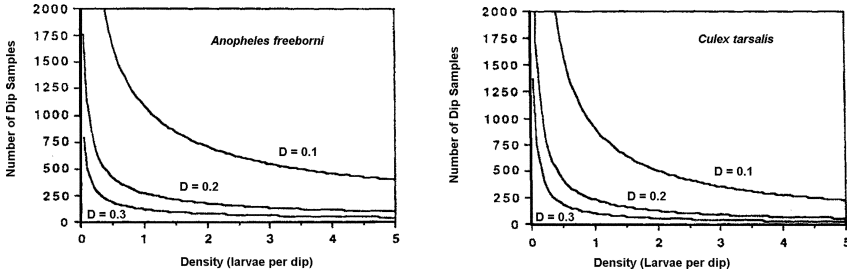 Number of Dip Samples
2000
1750
1500
1250
1000
750
500
250
0
Anopheles freeborni
D = 0.1
D = 0.2
D = 0.3
0 1 2 3 4 5
Density (larvae per dip)
Number of Dip Samples
2000
1750
1500
1250
1000
750
500
250
0
Culex tarsalis
D = 0.1
D = 0.2
D = 0.3
0 1 2 3 4 5
Density (Larvae per dip)